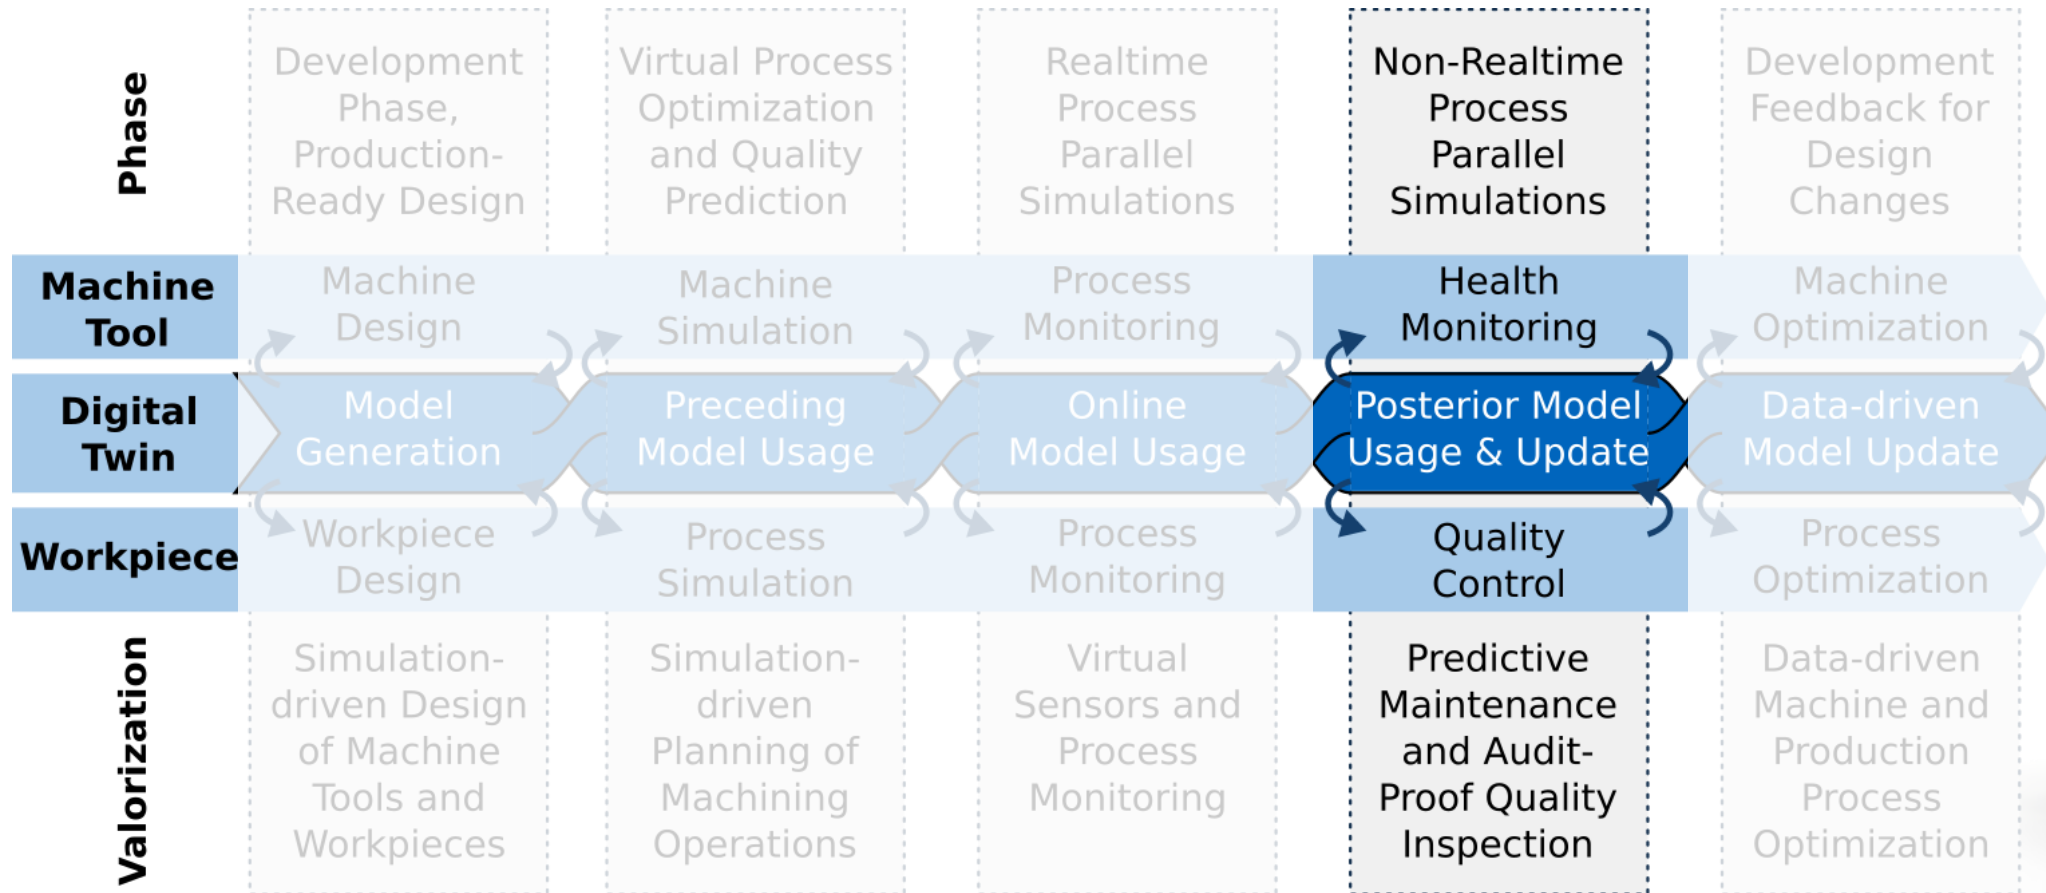 Phase
Development
Phase,
Production-
Ready Design
Virtual Process
Optimization
and Quality
Prediction
Realtime
Process
Parallel
Simulations
Non-Realtime
Process
Parallel
Simulations
Development
Feedback for
Design
Changes
Machine
Tool
Machine
Design
Machine
Simulation
Process
Monitoring
Health
Monitoring
Machine
Optimization
Digital
Twin
Model
Generation
Preceding
Model Usage
Online
Model Usage
Posterior Model
Usage & Update
Data-driven
Model Update
Workpiece
Workpiece
Design
Process
Simulation
Process
Monitoring
Quality
Control
Process
Optimization
Valorization
Simulation-
driven Design
of Machine
Tools and
Workpieces
Simulation-
driven
Planning of
Machining
Operations
Virtual
Sensors and
Process
Monitoring
Predictive
Maintenance
and Audit-
Proof Quality
Inspection
Data-driven
Machine and
Production
Process
Optimization